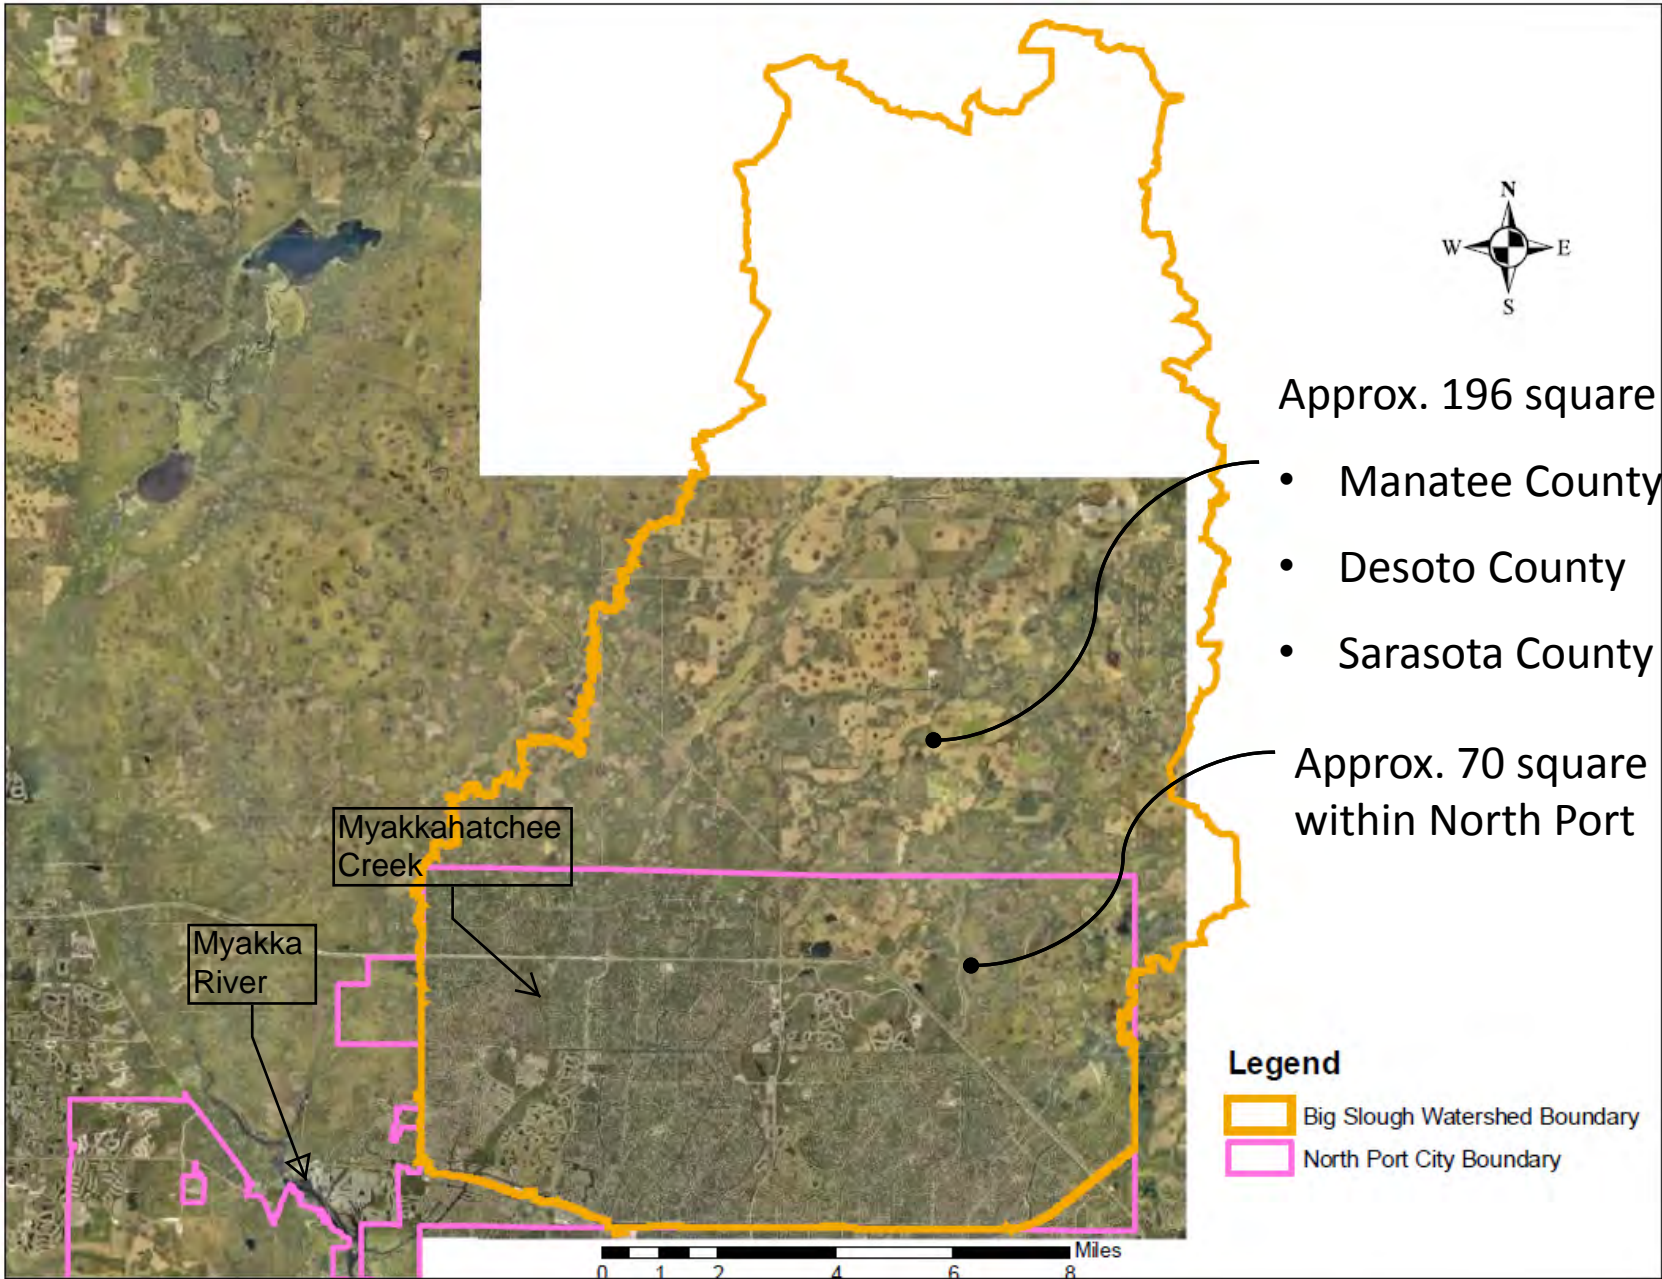 N
W E
S
Approx. 196 square
• Manatee County
• Desoto County
• Sarasota County
Approx. 70 square
within North Port
Myakkahatchee
Creek
Myakka
River
Legend
Big Slough Watershed Boundary
North Port City Boundary
Miles
0 1 2 4 6 8